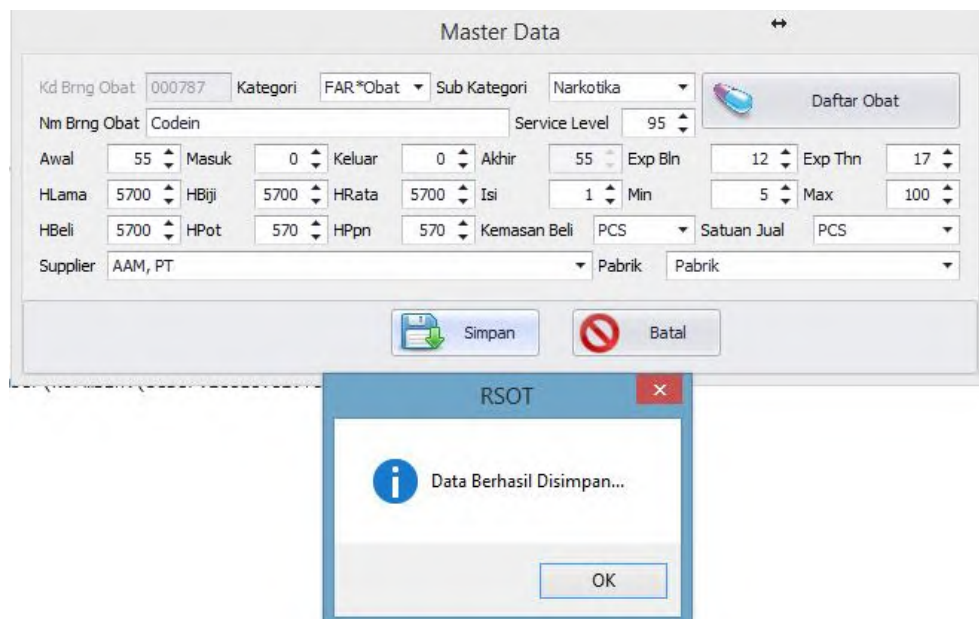 Master Data
Kd Brng Obat 000787 Kategori FAR*Obat Sub Kategori Narkotika Daftar Obat
Nm Brng Obat Codein Service Level 95
Awal 55 Masuk 0 Keluar 0 Akhir 55 Exp Bln 12 Exp Thn 17
HLama 5700 HBiji 5700 HRata 5700 Isi 1 Min 5 Max 100
HBeli 5700 HPot 570 HPpn 570 Kemasan Beli PCS Satuan Jual PCS
Supplier AAM, PT Pabrik Pabrik
Simpan Batal
RSOT
Data Berhasil Disimpan...
OK